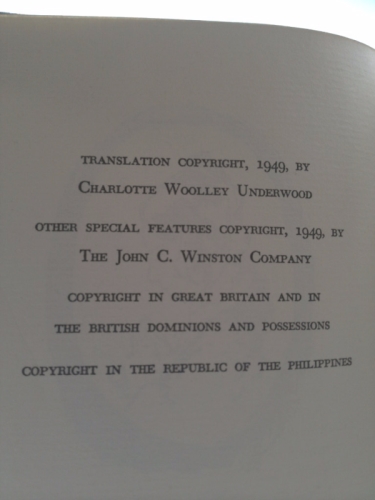 TRANSLATION COPYRIGHT, 1949, BY
CHARLOTTE WOOLLEY UNDERWOOD
OTHER SPECIAL FEATURES COPYRIGHT, 1949, BY
THE JOHN C. WINSTON COMPANY
COPYRIGHT IN GREAT BRITAIN AND IN
THE BRITISH DOMINIONS AND POSSESSIONS
COPYRIGHT IN THE REPUBLIC OF THE PHILIPPINES